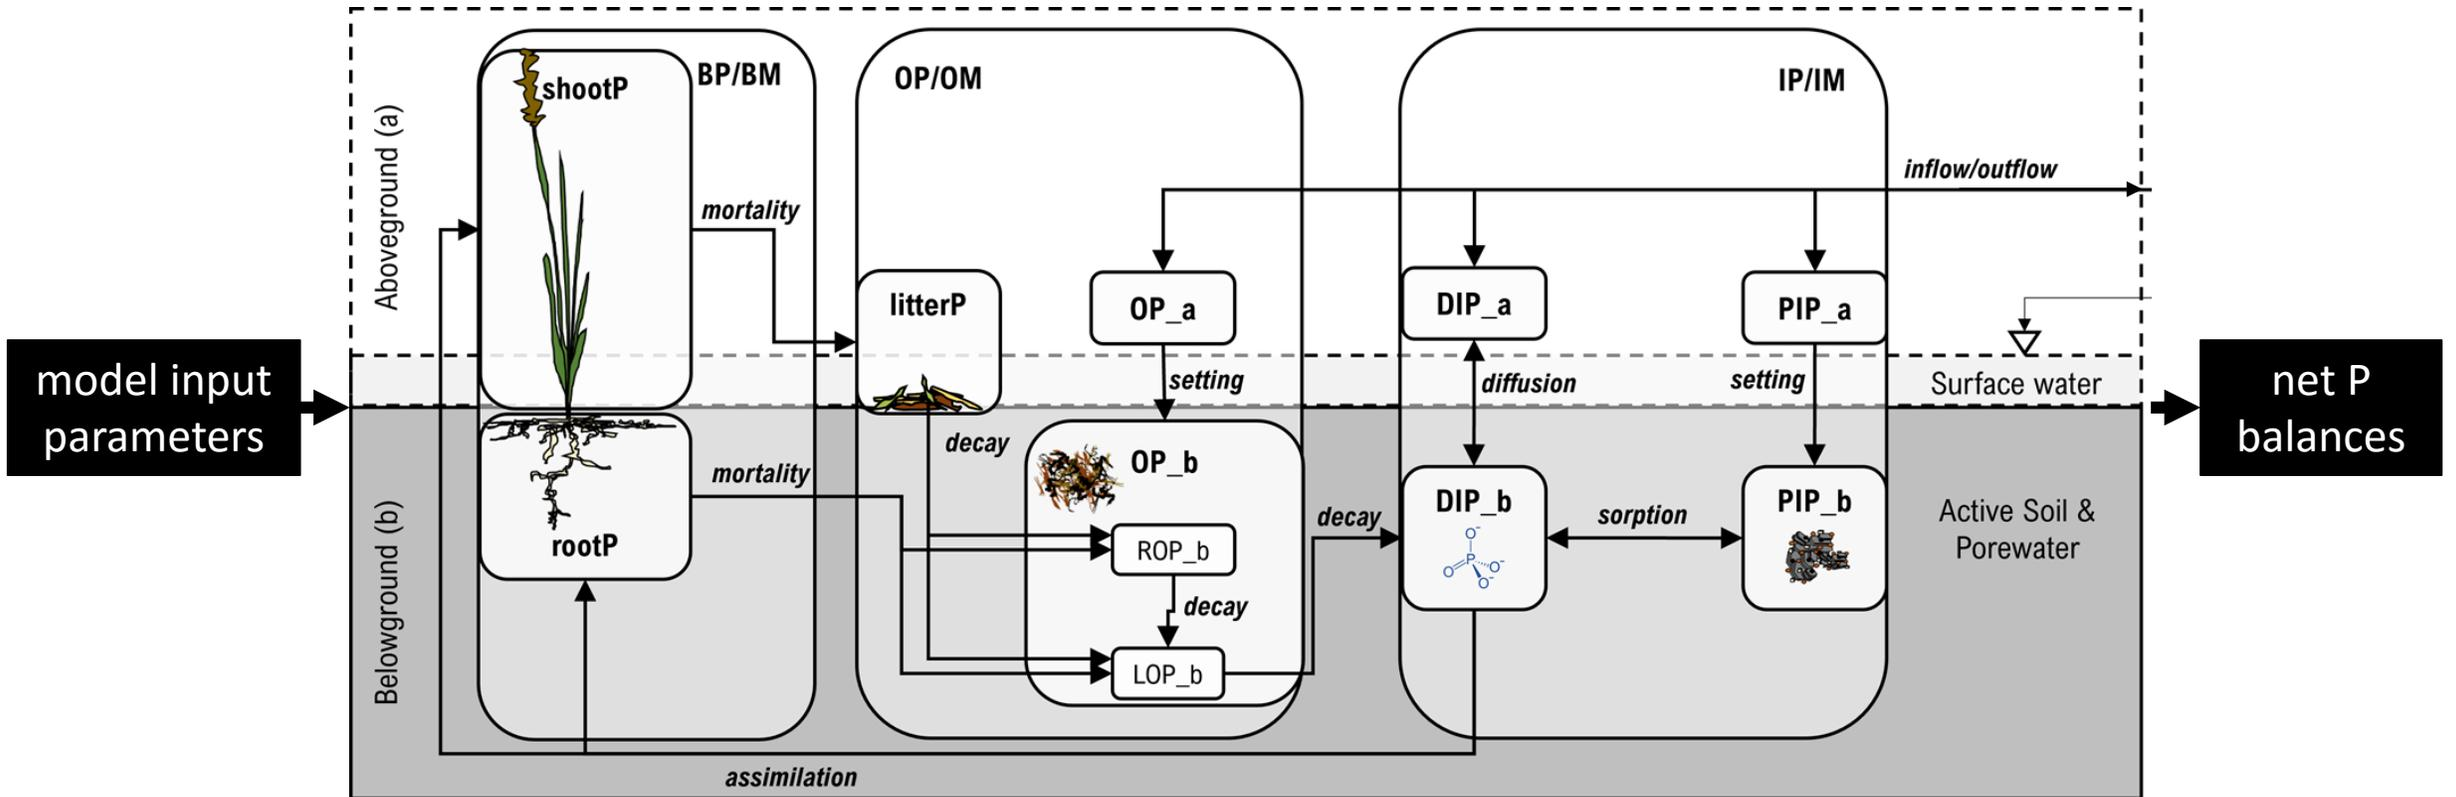 model input
parameters
Aboveground (a)
Belowground (b)
shootP
BP/BM
mortality
rootP
mortality
assimilation
OP/OM
litterP
OP_a
setting
decay
OP_b
ROP_b
decay
LOP_b
decay
IP/IM
inflow/outflow
DIP_a
PIP_a
diffusion
setting
DIP_b
O⁻
P
O
O⁻
O⁻
sorption
PIP_b
Surface water
Active Soil &
Porewater
net P
balances